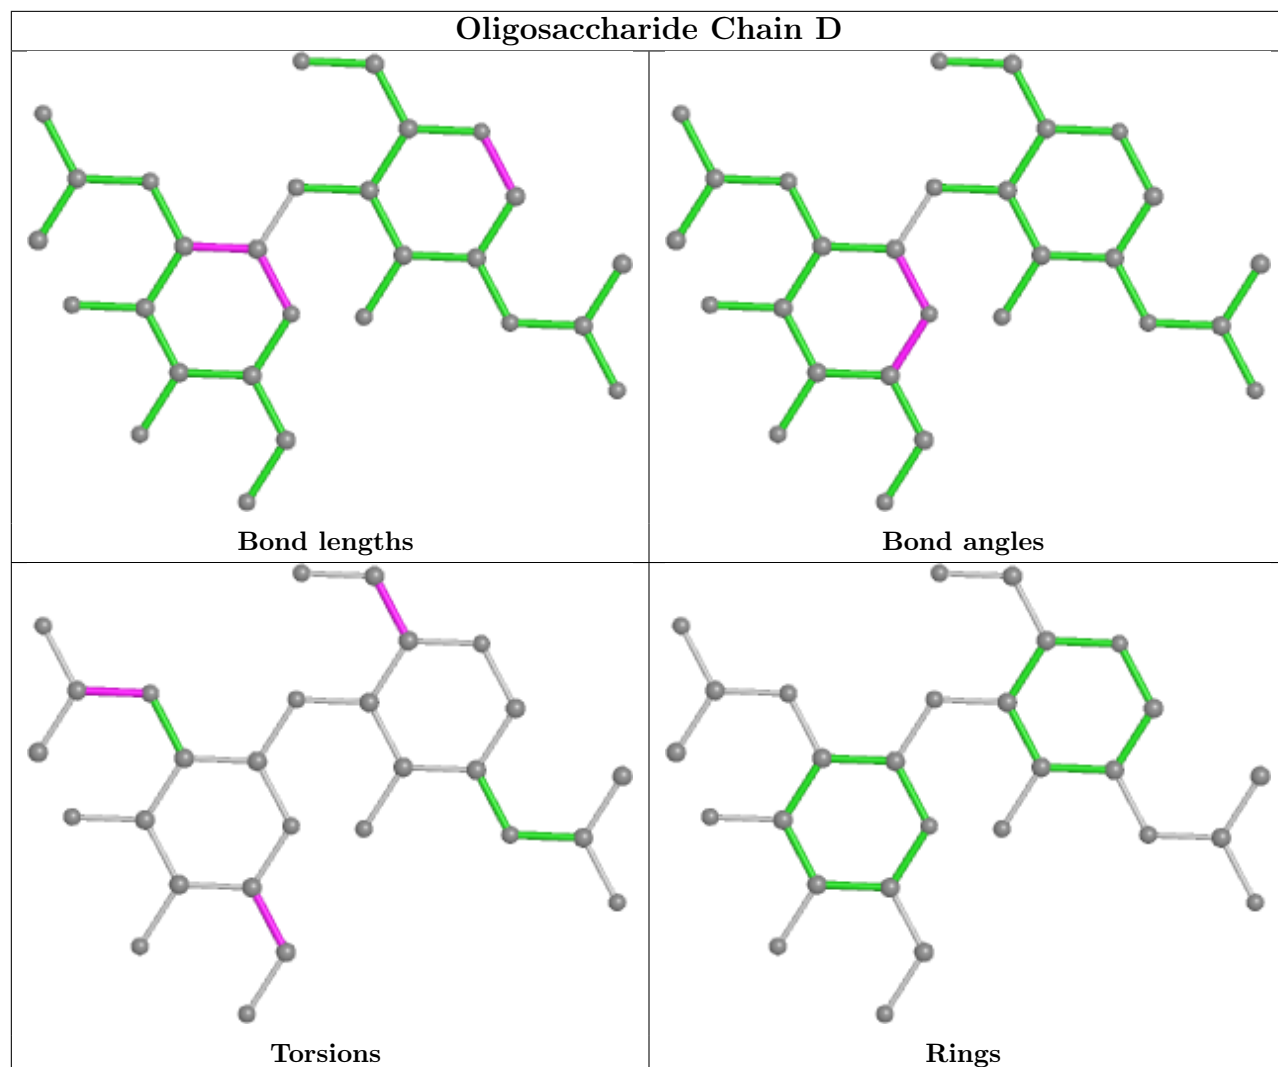 Oligosaccharide Chain D
Bond lengths
Bond angles
Torsions
Rings